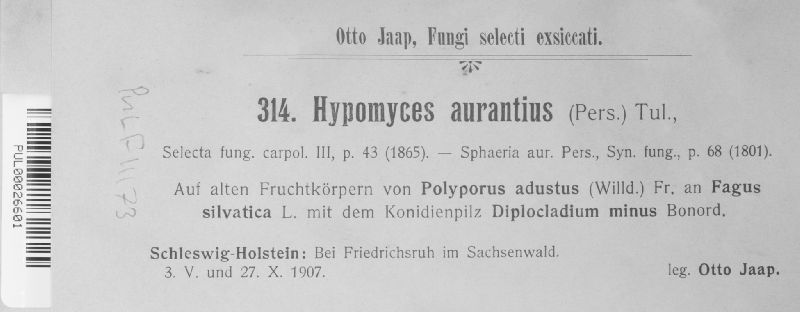 Otto Jaap, Fungi selecti exsiccati.
314. Hypomyces aurantius (Pers.) Tul.,
Selecta fung. carpol. III, p. 43 (1865). — Sphaeria aur. Pers., Syn. fung., p. 68 (1801).
Auf alten Fruchtkörpern von Polyporus adustus (Willd.) Fr. an Fagus
silvatica L. mit dem Konidienpilz Diplocladium minus Bonord.
Schleswig-Holstein: Bei Friedrichsruh im Sachsenwald.
3. V. und 27. X. 1907.
leg. Otto Jaap.
PUL00026601
PULF11173